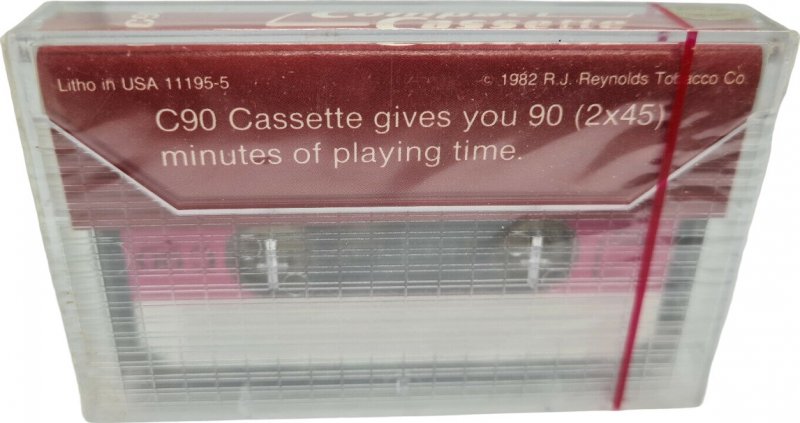 Cassette
Litho in USA 11195-5
© 1982 R.J. Reynolds Tobacco Co.
C90 Cassette gives you 90 (2x45)
minutes of playing time.